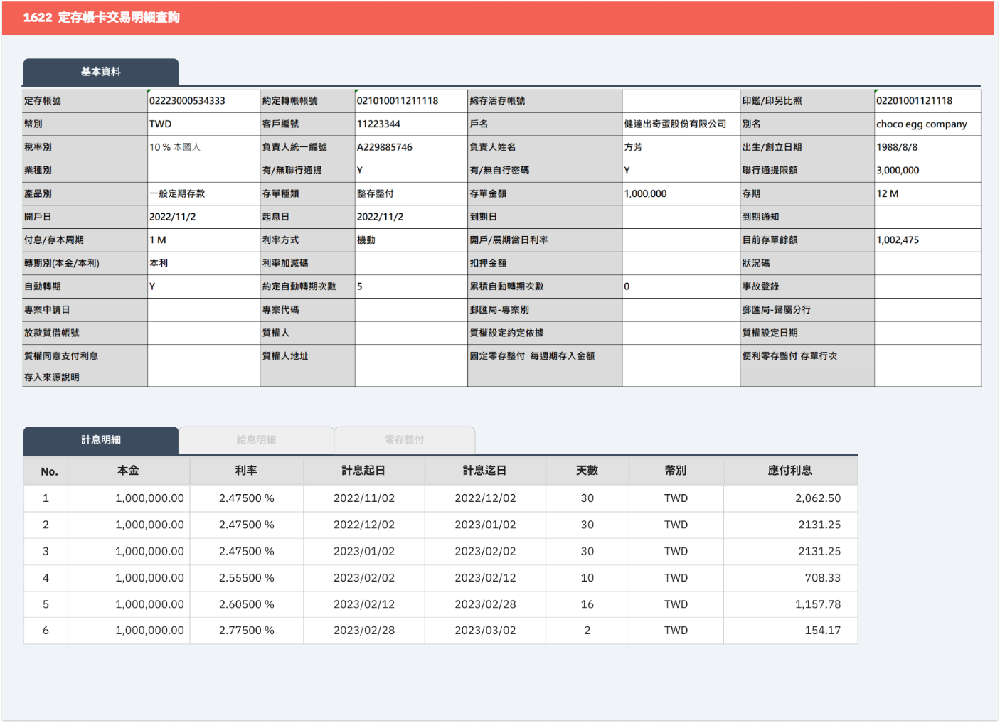 1622 定存帳卡交易明細查詢
基本資料
定存帳號 02223000534333 約定轉帳帳號 021010011211118 綜存活存帳號 印鑑/印另比照 02201001121118
幣別 TWD 客戶編號 11223344 戶名 健達出奇蛋股份有限公司 別名 choco egg company
稅率別 10 % 本國人 負責人統一編號 A229885746 負責人姓名 方芳 出生/創立日期 1988/8/8
業種別 有/無聯行通提 Y 有/無自行密碼 Y 聯行通提限額 3,000,000
產品別 一般定期存款 存單種類 整存整付 存單金額 1,000,000 存期 12 M
開戶日 2022/11/2 起息日 2022/11/2 到期日 到期通知
付息/存本周期 1 M 利率方式 機動 開戶/展期當日利率 目前存單餘額 1,002,475
轉期別(本金/本利) 本利 利率加減碼 扣押金額 狀況碼
自動轉期 Y 約定自動轉期次數 5 累積自動轉期次數 0 事故登錄
專案申請日 專案代碼 郵匯局-專案別 郵匯局-歸屬分行
放款質借帳號 質權人 質權設定約定依據 質權設定日期
質權同意支付利息 質權人地址 固定零存整付 每週期存入金額 便利零存整付 存單行次
存入來源說明
計息明細 給息明細 零存整付
No. 本金 利率 計息起日 計息迄日 天數 幣別 應付利息
1 1,000,000.00 2.47500 % 2022/11/02 2022/12/02 30 TWD 2,062.50
2 1,000,000.00 2.47500 % 2022/12/02 2023/01/02 30 TWD 2131.25
3 1,000,000.00 2.47500 % 2023/01/02 2023/02/02 30 TWD 2131.25
4 1,000,000.00 2.55500 % 2023/02/02 2023/02/12 10 TWD 708.33
5 1,000,000.00 2.60500 % 2023/02/12 2023/02/28 16 TWD 1,157.78
6 1,000,000.00 2.77500 % 2023/02/28 2023/03/02 2 TWD 154.17